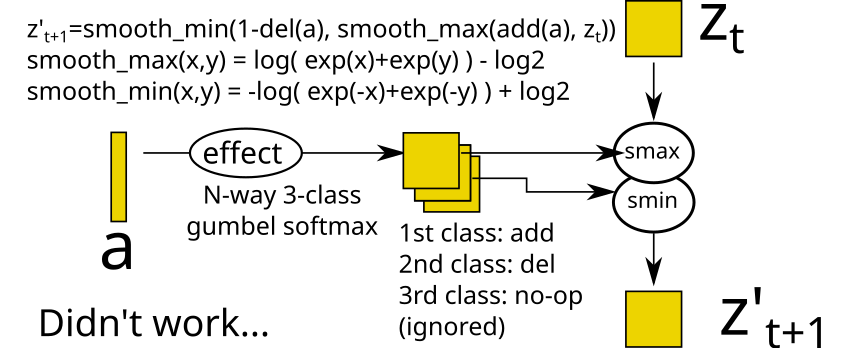 z't+1=smooth_min(1-del(a), smooth_max(add(a), zt))
smooth_max(x,y) = log( exp(x)+exp(y) ) - log2
smooth_min(x,y) = -log( exp(-x)+exp(-y) ) + log2
zt
effect
smax
smin
N-way 3-class
gumbel softmax
a
1st class: add
2nd class: del
3rd class: no-op
(ignored)
Didn't work...
z't+1